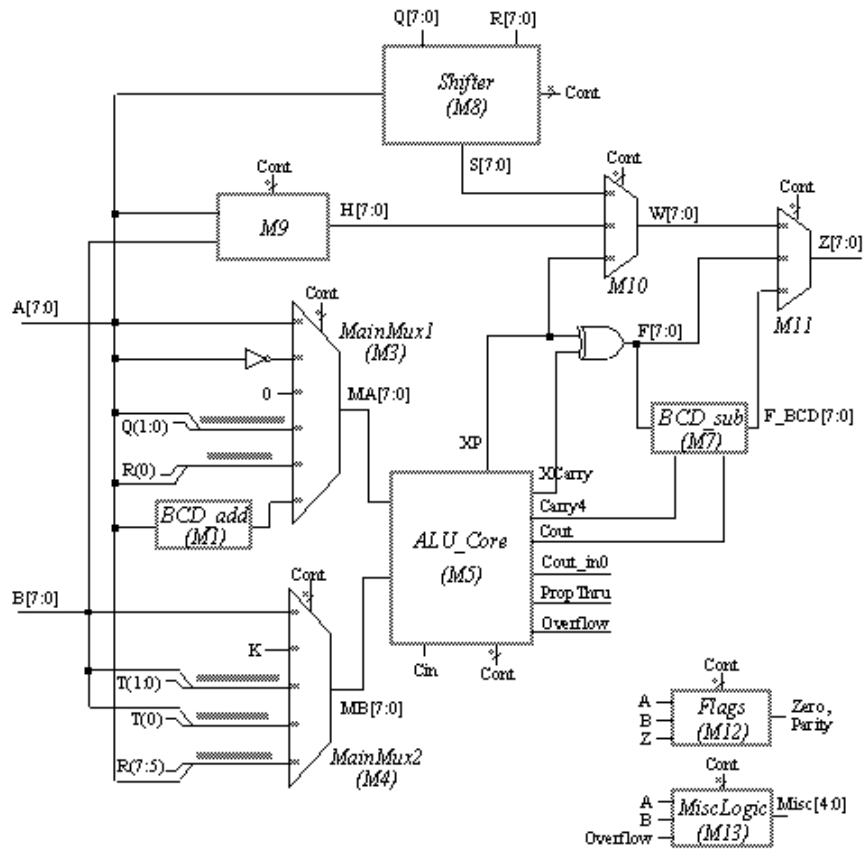 Q[7:0] R[7:0]
Shifter
(M8)
Cont
S[7:0]
Cont
Cont
Cont
M9
H[7:0]
W[7:0]
Z[7:0]
M10
M11
A[7:0]
Cont
MainMux1
(M3)
F[7:0]
0
MA[7:0]
Q(1:0)
R(0)
BCD_add
(M1)
XP
BCD_sub
(M7)
F_BCD[7:0]
XCarry
Carry4
Cout
ALU_Core
(M5)
Cout_in0
PropThru
Overflow
Cin
Cont
B[7:0]
Cont
K
T(1:0)
T(0)
MB[7:0]
R(7:5)
MainMux2
(M4)
Cont
A
B
Z
Flags
(M12)
Zero,
Parity
Cont
A
B
Overflow
MiscLogic
(M13)
Misc[4:0]